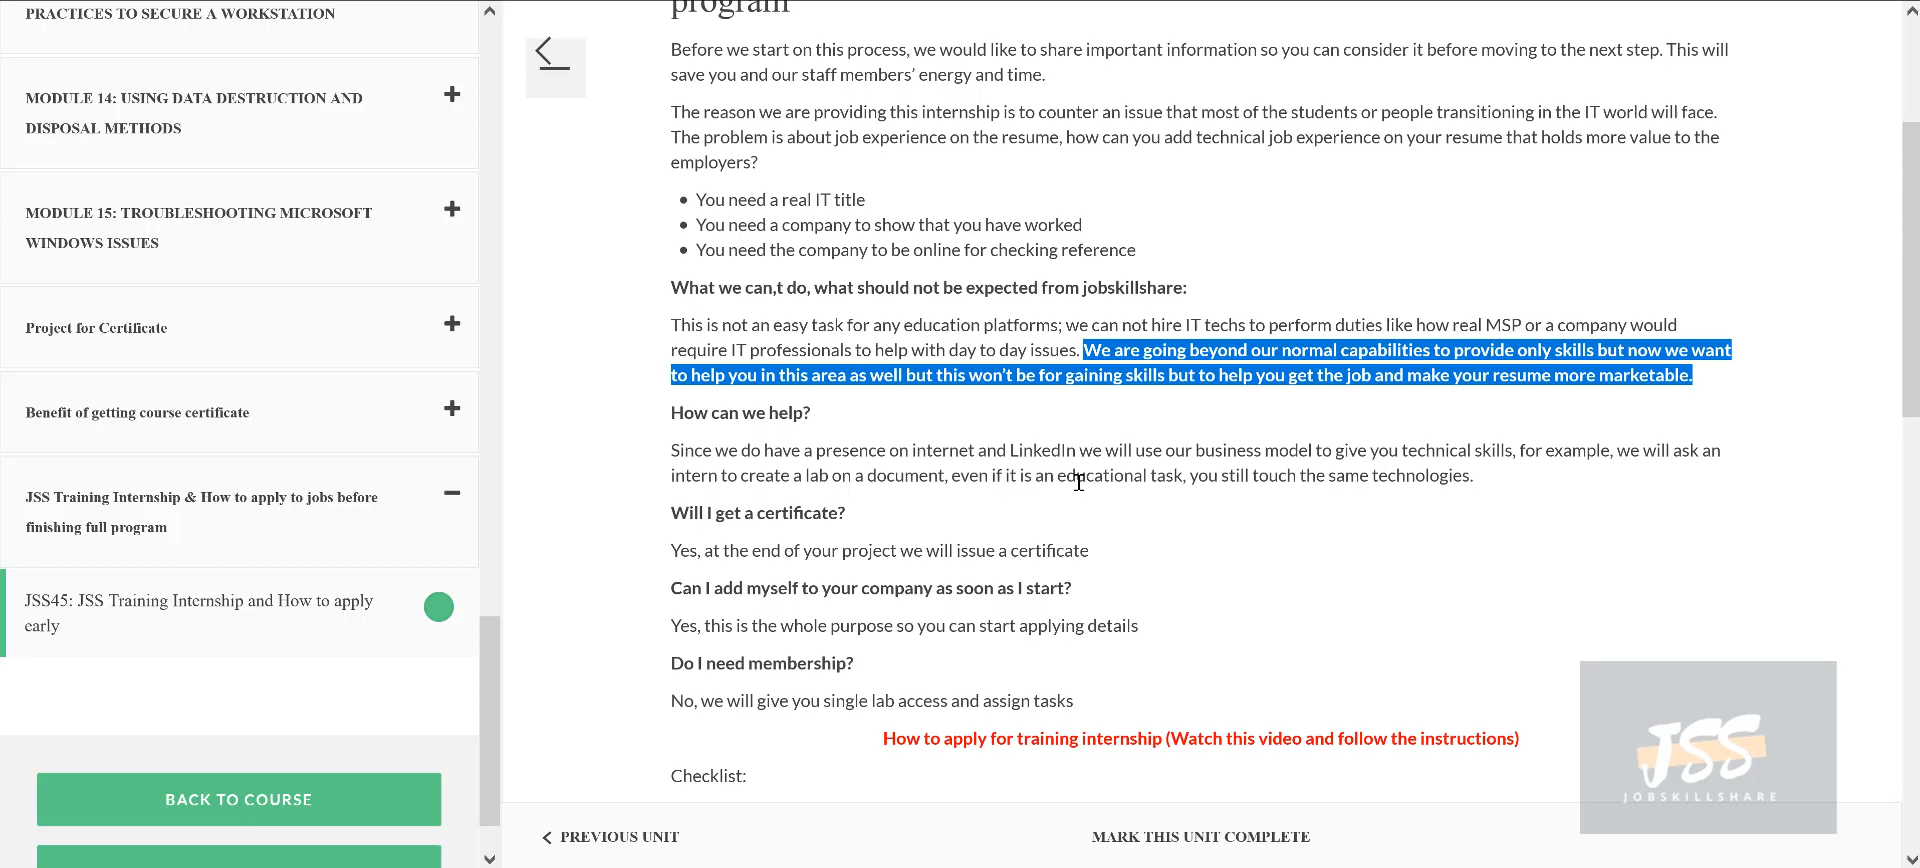 PRACTICES TO SECURE A WORKSTATION
MODULE 14: USING DATA DESTRUCTION AND
DISPOSAL METHODS
MODULE 15: TROUBLESHOOTING MICROSOFT
WINDOWS ISSUES
Project for Certificate
Benefit of getting course certificate
JSS Training Internship & How to apply to jobs before
finishing full program
JSS45: JSS Training Internship and How to apply
early
BACK TO COURSE
program
Before we start on this process, we would like to share important information so you can consider it before moving to the next step. This will
save you and our staff members’ energy and time.
The reason we are providing this internship is to counter an issue that most of the students or people transitioning in the IT world will face.
The problem is about job experience on the resume, how can you add technical job experience on your resume that holds more value to the
employers?
• You need a real IT title
• You need a company to show that you have worked
• You need the company to be online for checking reference
What we can,t do, what should not be expected from jobskillshare:
This is not an easy task for any education platforms; we can not hire IT techs to perform duties like how real MSP or a company would
require IT professionals to help with day to day issues. We are going beyond our normal capabilities to provide only skills but now we want
to help you in this area as well but this won’t be for gaining skills but to help you get the job and make your resume more marketable.
How can we help?
Since we do have a presence on internet and LinkedIn we will use our business model to give you technical skills, for example, we will ask an
intern to create a lab on a document, even if it is an educational task, you still touch the same technologies.
Will I get a certificate?
Yes, at the end of your project we will issue a certificate
Can I add myself to your company as soon as I start?
Yes, this is the whole purpose so you can start applying details
Do I need membership?
No, we will give you single lab access and assign tasks
How to apply for training internship (Watch this video and follow the instructions)
Checklist:
PREVIOUS UNIT
MARK THIS UNIT COMPLETE
JSS
JOBSKILLSHARE